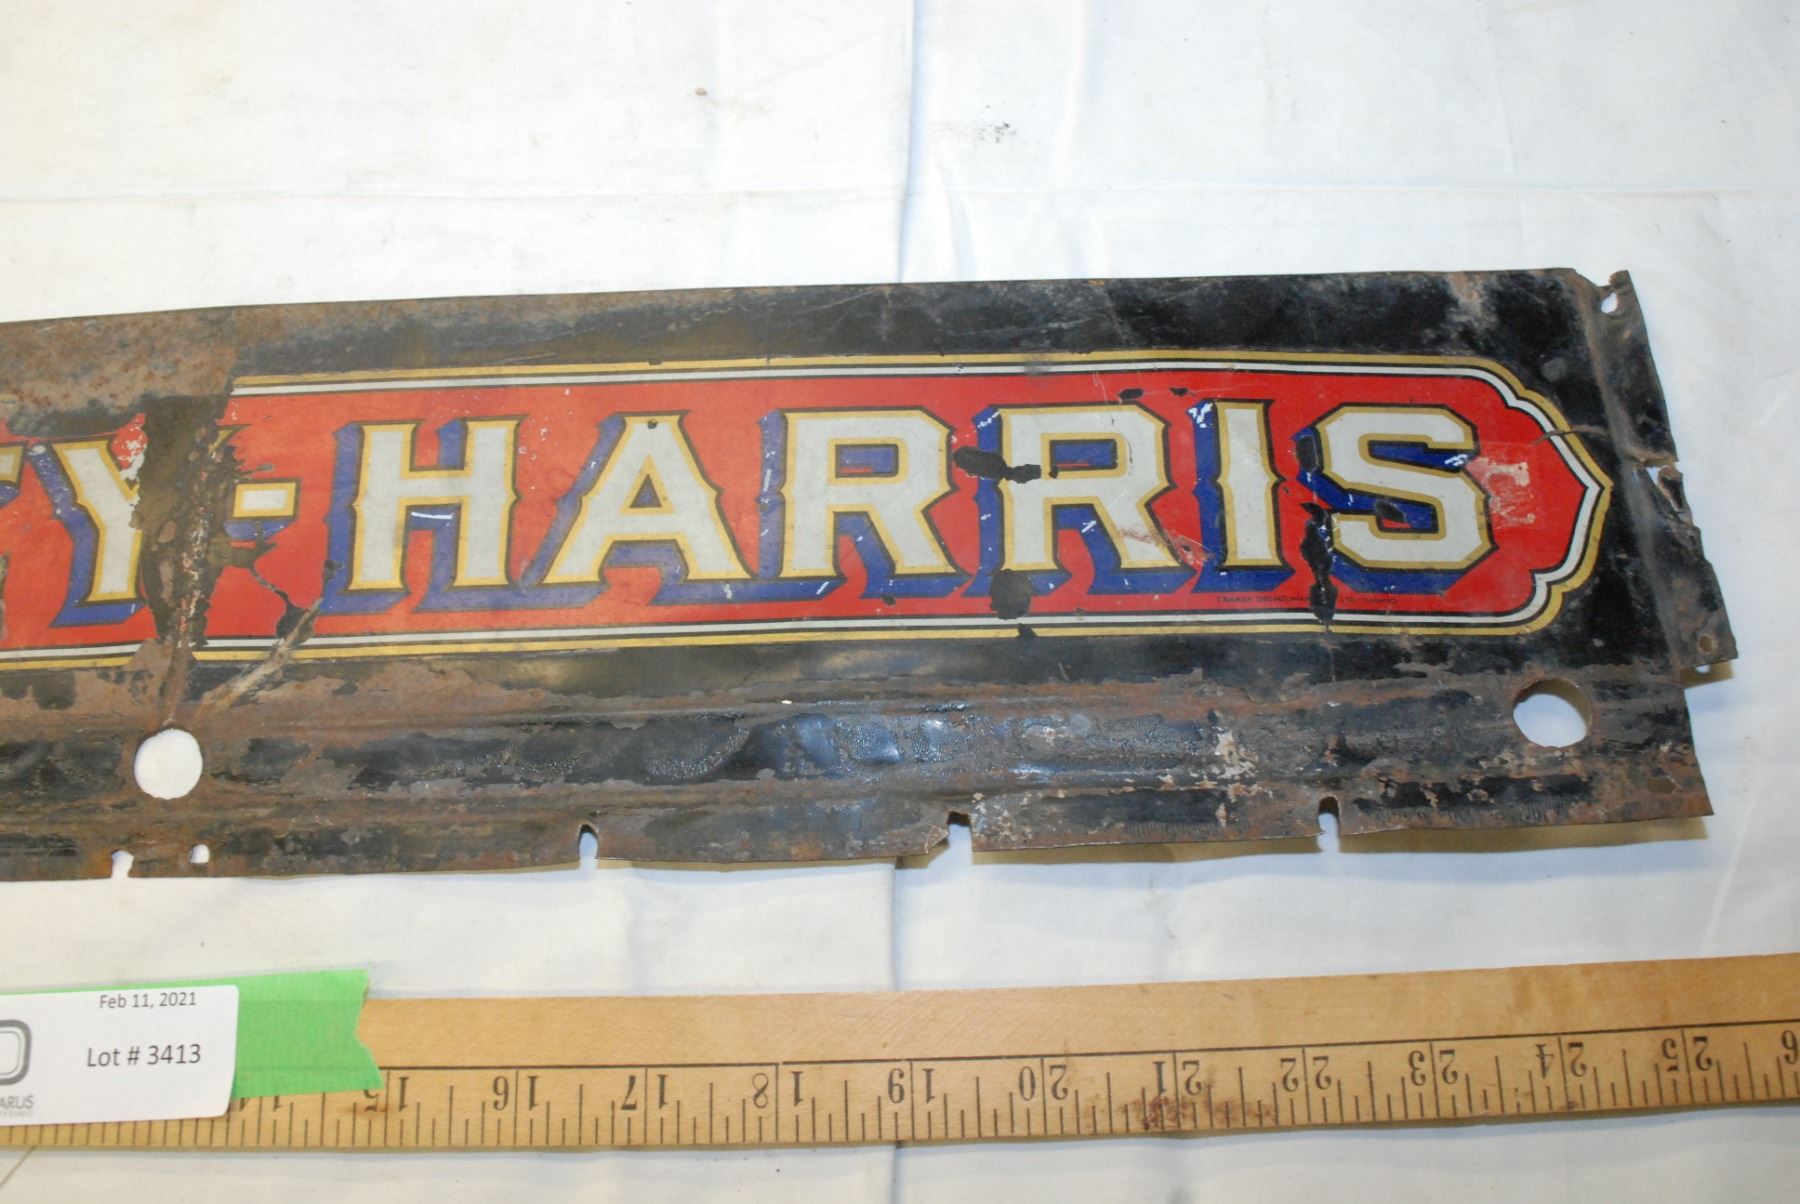 Y-HARRIS
Feb 11, 2021
Lot # 3413
15 16 17 18 19 20 21 22 23 24 25